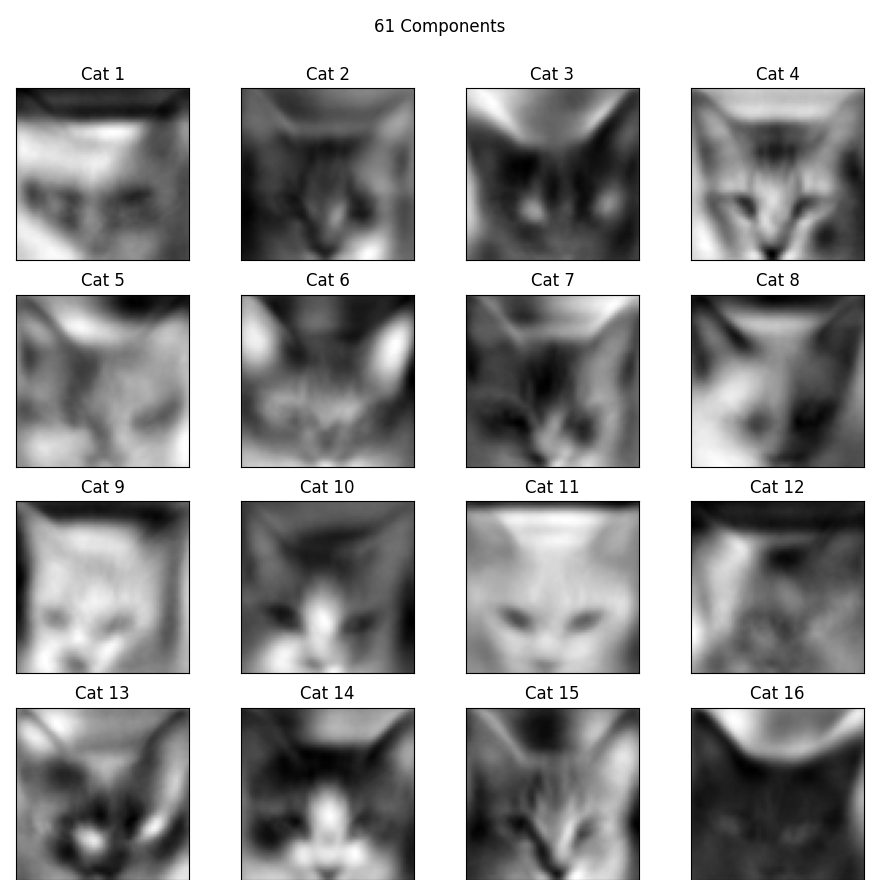 61 Components
Cat 1 Cat 2 Cat 3 Cat 4
Cat 5 Cat 6 Cat 7 Cat 8
Cat 9 Cat 10 Cat 11 Cat 12
Cat 13 Cat 14 Cat 15 Cat 16